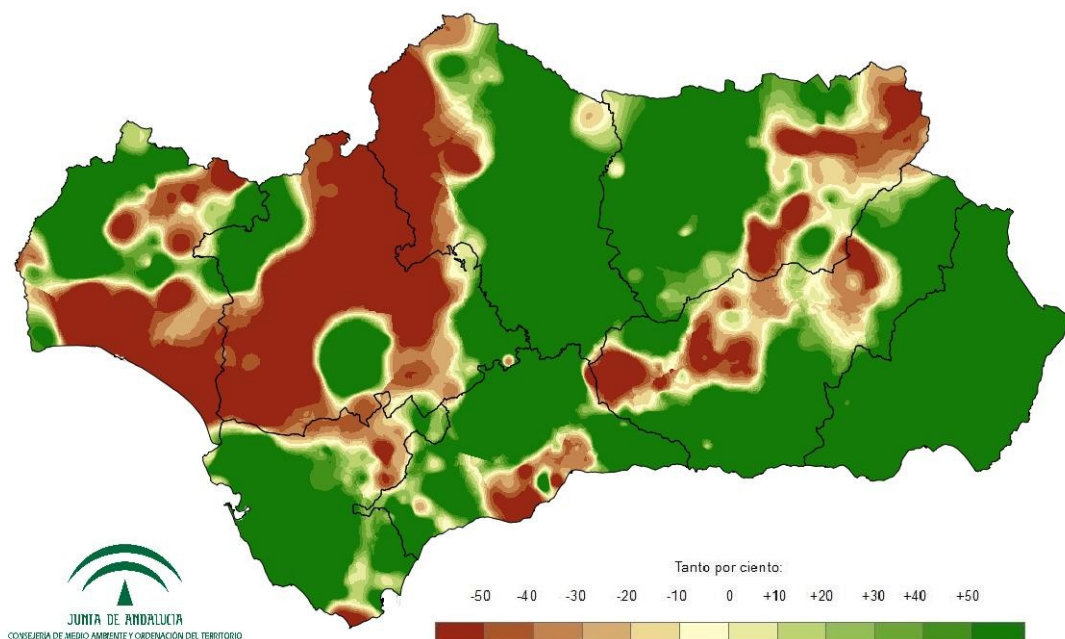 Tanto por ciento:
-50 -40 -30 -20 -10 0 +10 +20 +30 +40 +50
JUNTA DE ANDALUCIA
CONSEJERÍA DE MEDIO AMBIENTE Y ORDENACIÓN DEL TERRITORIO